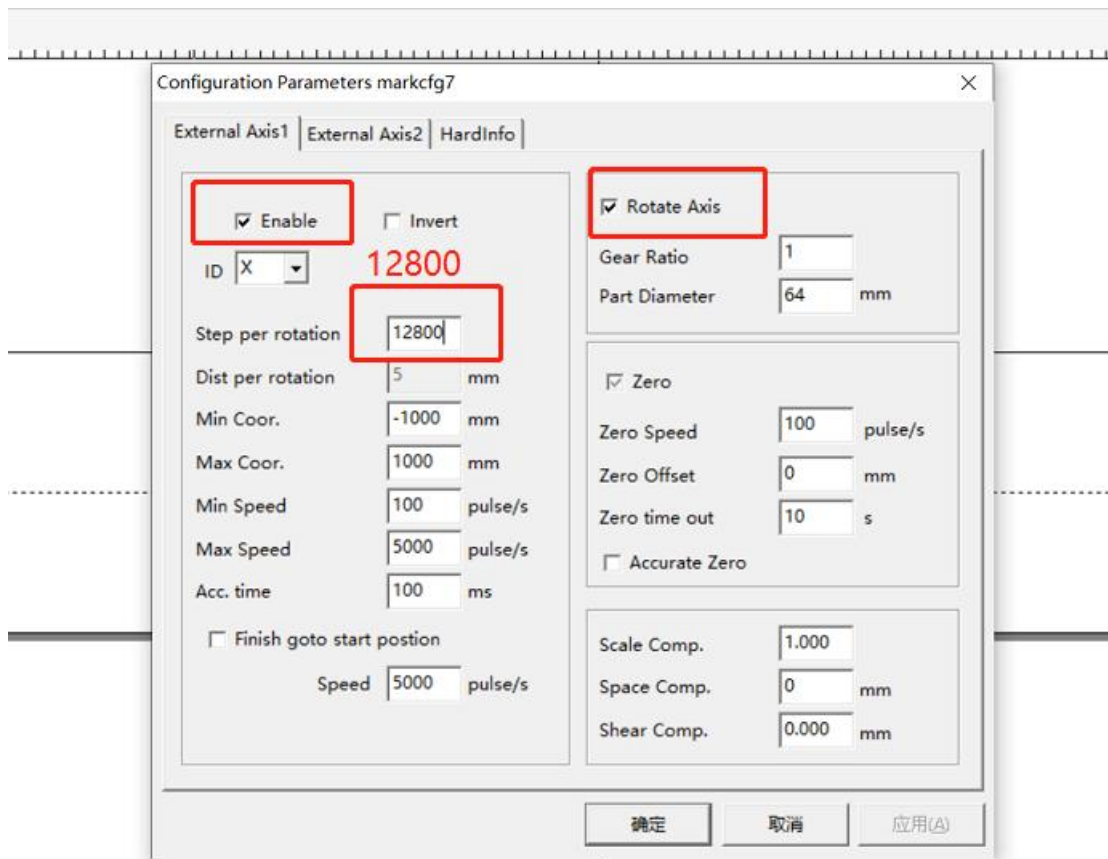 Configuration Parameters markcfg7
External Axis1 External Axis2 HardInfo
Enable Invert
ID X
12800
Step per rotation 12800
Dist per rotation 5 mm
Min Coor. -1000 mm
Max Coor. 1000 mm
Min Speed 100 pulse/s
Max Speed 5000 pulse/s
Acc. time 100 ms
Finish goto start postion
Speed 5000 pulse/s
Rotate Axis
Gear Ratio 1
Part Diameter 64 mm
Zero
Zero Speed 100 pulse/s
Zero Offset 0 mm
Zero time out 10 s
Accurate Zero
Scale Comp. 1.000
Space Comp. 0 mm
Shear Comp. 0.000 mm
确定 取消 应用(A)